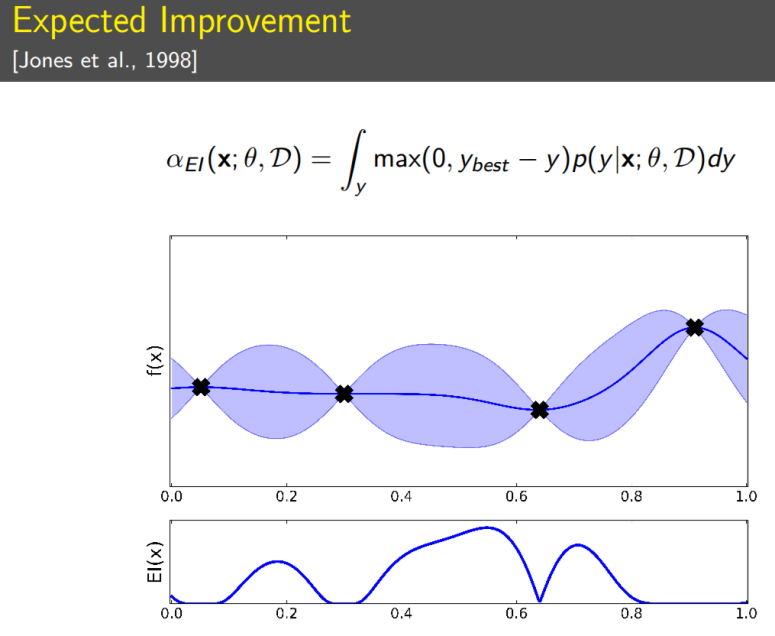 Expected Improvement
[Jones et al., 1998]
α_EI(x; θ, 𝒟) = ∫_y max(0, y_best − y)p(y|x; θ, 𝒟)dy
f(x)
0.0 0.2 0.4 0.6 0.8 1.0
EI(x)
0.0 0.2 0.4 0.6 0.8 1.0